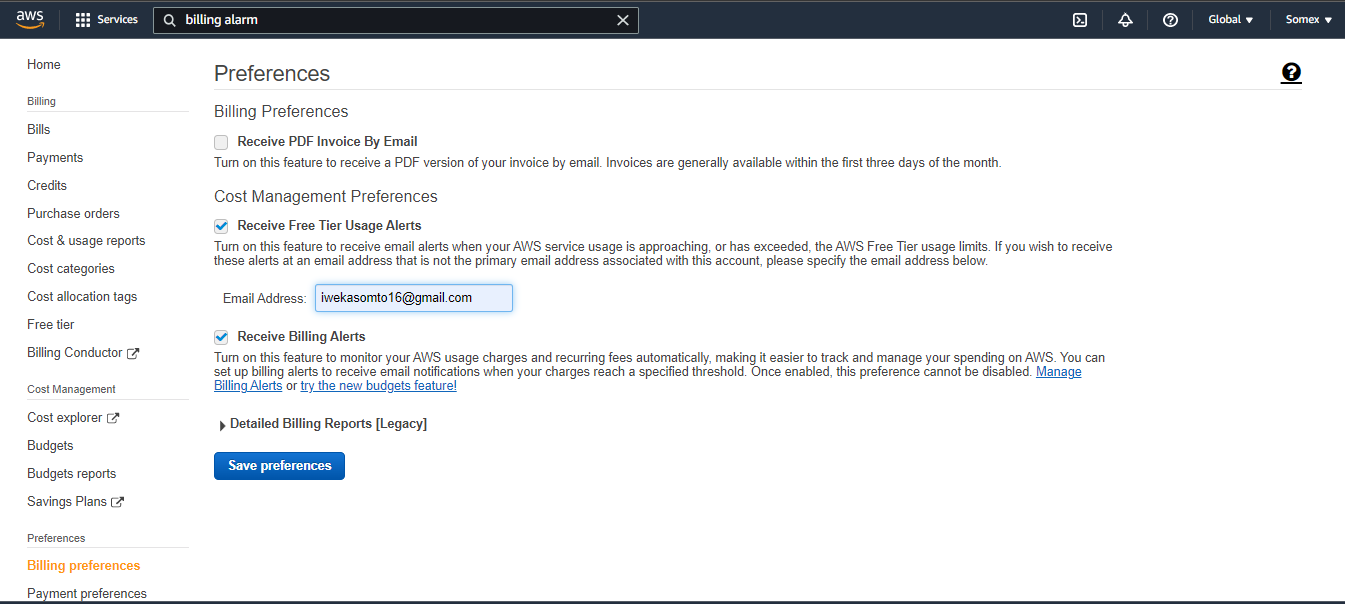 aws
Services
billing alarm
Global
Somex
Home
Billing
Bills
Payments
Credits
Purchase orders
Cost & usage reports
Cost categories
Cost allocation tags
Free tier
Billing Conductor
Cost Management
Cost explorer
Budgets
Budgets reports
Savings Plans
Preferences
Billing preferences
Payment preferences
Preferences
?
Billing Preferences
Receive PDF Invoice By Email
Turn on this feature to receive a PDF version of your invoice by email. Invoices are generally available within the first three days of the month.
Cost Management Preferences
Receive Free Tier Usage Alerts
Turn on this feature to receive email alerts when your AWS service usage is approaching, or has exceeded, the AWS Free Tier usage limits. If you wish to receive
these alerts at an email address that is not the primary email address associated with this account, please specify the email address below.
Email Address: iwekasomto16@gmail.com
Receive Billing Alerts
Turn on this feature to monitor your AWS usage charges and recurring fees automatically, making it easier to track and manage your spending on AWS. You can
set up billing alerts to receive email notifications when your charges reach a specified threshold. Once enabled, this preference cannot be disabled. Manage
Billing Alerts or try the new budgets feature!
Detailed Billing Reports [Legacy]
Save preferences